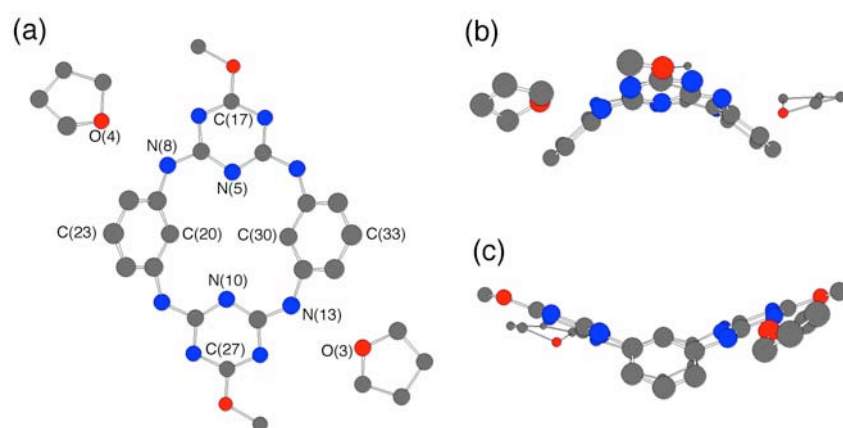 (a)
(b)
O(4)
C(17)
N(8)
N(5)
C(23)
C(20)
C(30)
C(33)
(c)
N(10)
N(13)
C(27)
O(3)